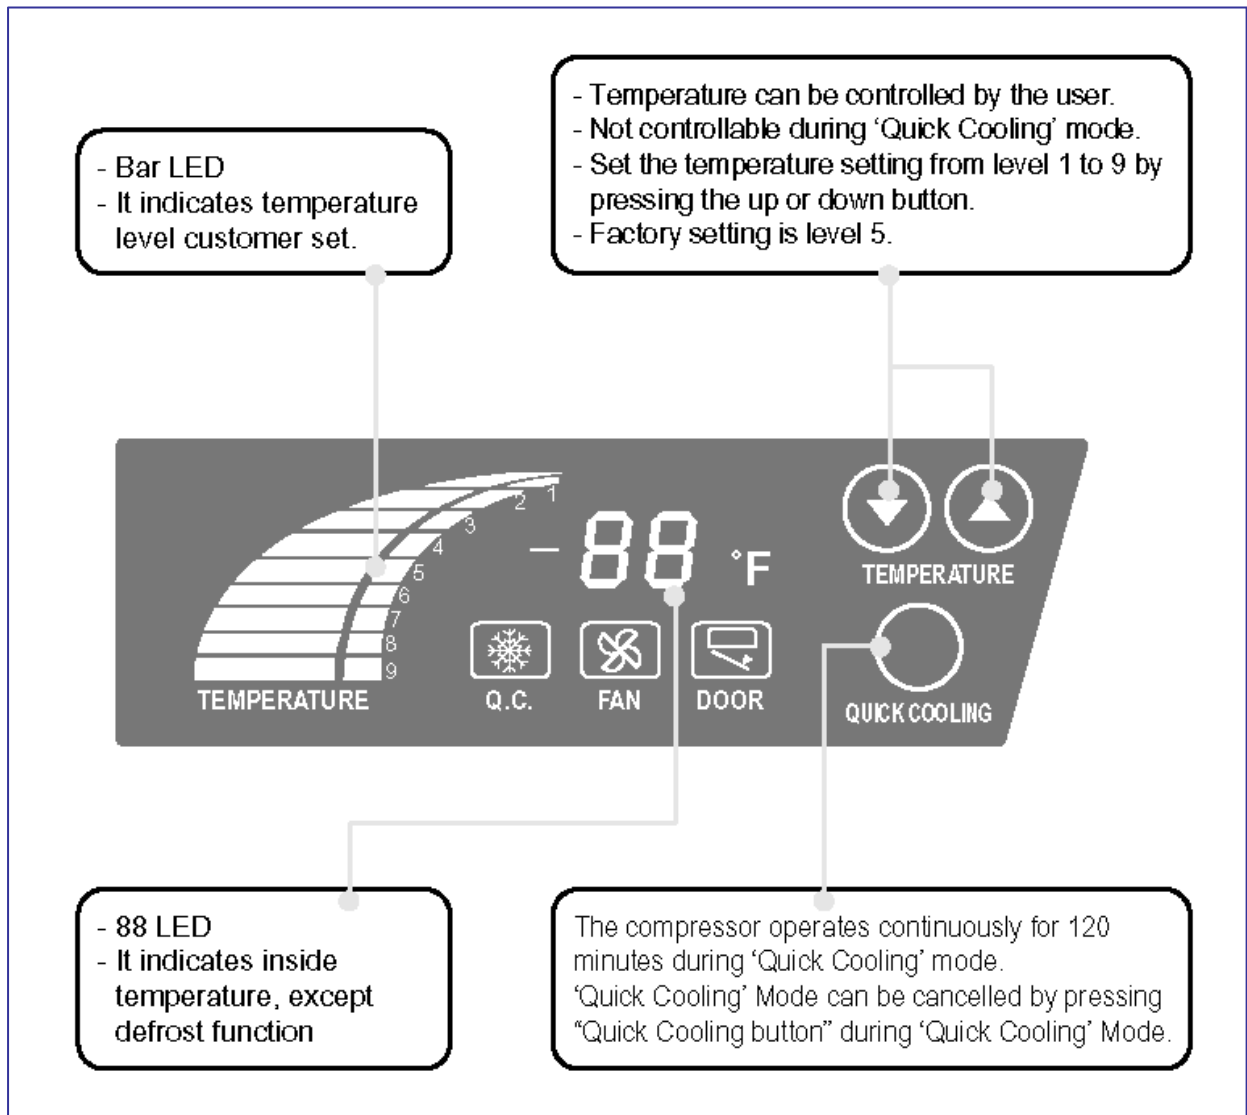 - Temperature can be controlled by the user.
- Not controllable during ‘Quick Cooling’ mode.
- Set the temperature setting from level 1 to 9 by
pressing the up or down button.
- Factory setting is level 5.
- Bar LED
- It indicates temperature
level customer set.
1
2
3
4
5
6
7
8
9
TEMPERATURE
-88 °F
Q.C.
FAN
DOOR
TEMPERATURE
QUICK COOLING
- 88 LED
- It indicates inside
temperature, except
defrost function
The compressor operates continuously for 120
minutes during ‘Quick Cooling’ mode.
‘Quick Cooling’ Mode can be cancelled by pressing
“Quick Cooling button” during ‘Quick Cooling’ Mode.